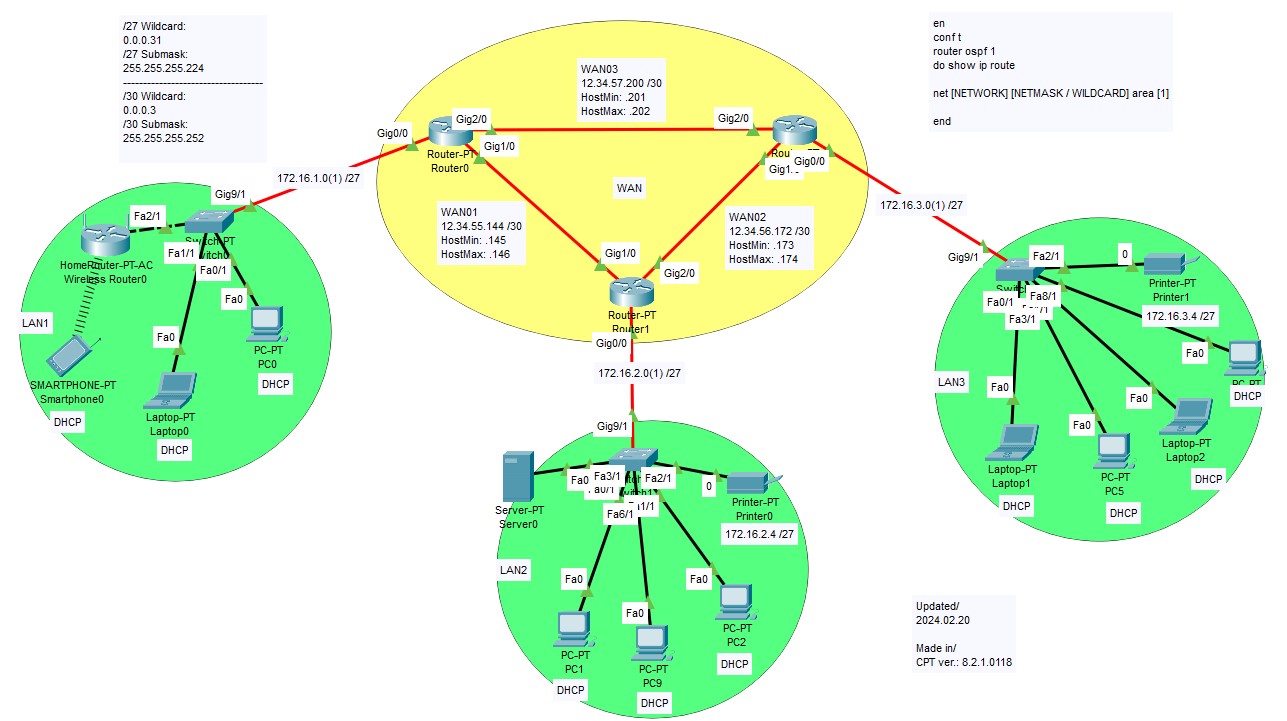 /27 Wildcard:
0.0.0.31
/27 Submask:
255.255.255.224
------------------------------------
/30 Wildcard:
0.0.0.3
/30 Submask:
255.255.255.252
WAN03
12.34.57.200 /30
HostMin: .201
HostMax: .202
en
conf t
router ospf 1
do show ip route
net [NETWORK] [NETMASK / WILDCARD] area [1]
end
Gig0/0
Gig2/0
Gig1/0
Router-PT
Router0
Gig2/0
Gig0/0
WAN
172.16.1.0(1) /27
172.16.3.0(1) /27
WAN01
12.34.55.144 /30
HostMin: .145
HostMax: .146
WAN02
12.34.56.172 /30
HostMin: .173
HostMax: .174
Gig1/0
Gig2/0
Router-PT
Router1
Gig0/0
172.16.2.0(1) /27
Gig9/1
Fa2/1
Fa1/1
Fa0/1
HomeRouter-PT-AC
Wireless Router0
Fa0
Fa0
LAN1
SMARTPHONE-PT
Smartphone0
DHCP
Laptop-PT
Laptop0
DHCP
PC-PT
PC0
DHCP
Gig9/1
Fa2/1
0
Printer-PT
Printer1
172.16.3.4 /27
Fa0/1
Fa8/1
Fa3/1
Fa0
PC-PT
DHCP
LAN3
Fa0
Fa0
Fa0
Laptop-PT
Laptop1
DHCP
PC-PT
PC5
DHCP
Laptop-PT
Laptop2
DHCP
Gig9/1
Server-PT
Server0
Fa0
Fa3/1
Fa2/1
Fa6/1
0
Printer-PT
Printer0
172.16.2.4 /27
LAN2
Fa0
Fa0
Fa0
PC-PT
PC1
DHCP
PC-PT
PC9
DHCP
PC-PT
PC2
DHCP
Updated/
2024.02.20
Made in/
CPT ver.: 8.2.1.0118